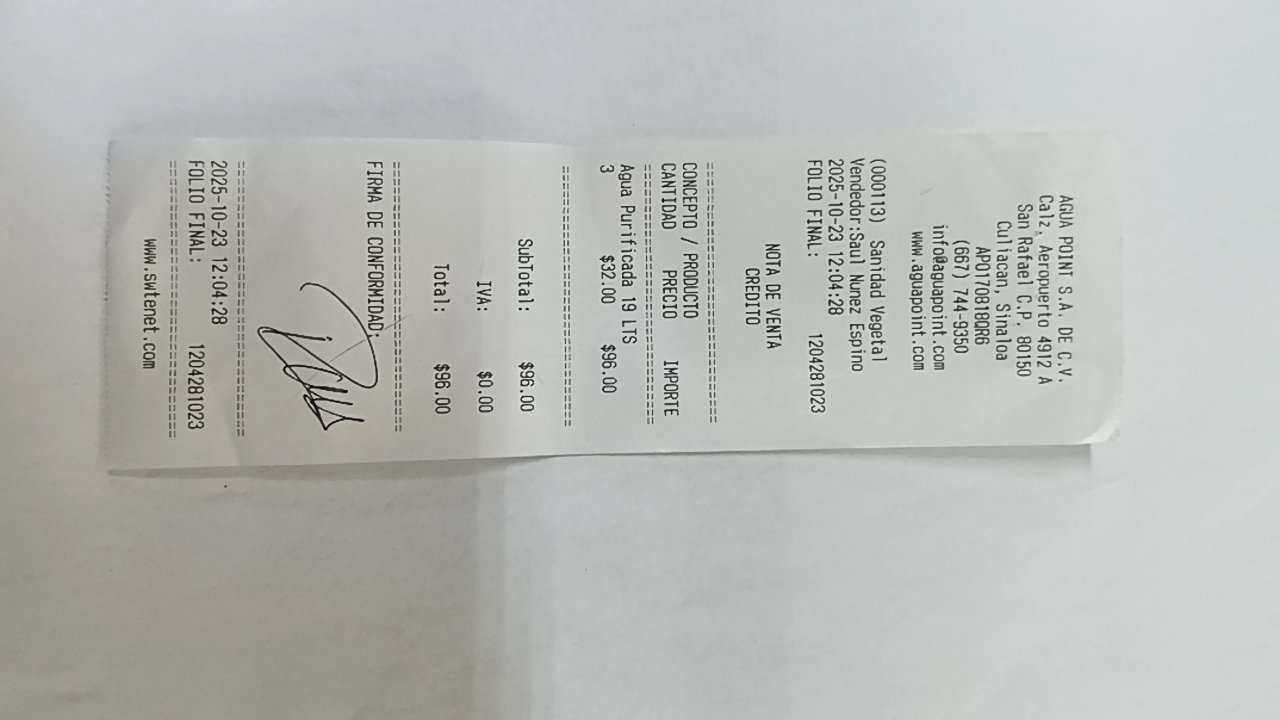 AGUA POINT S.A. DE C.V.
Calz, Aeropuerto 4912 A
San Rafael C.P. 80150
Culiacan, Sinaloa
APO170818QR6
(667) 744-9350
info@aguapoint.com
www.aguapoint.com
(000113) Sanidad Vegetal
Vendedor:Saul Nunez Espino
2025-10-23 12:04:28
FOLIO FINAL: 1204281023
NOTA DE VENTA
CREDITO
CONCEPTO / PRODUCTO
CANTIDAD PRECIO IMPORTE
Agua Purificada 19 LTS
3 $32.00 $96.00
SubTotal: $96.00
IVA: $0.00
Total: $96.00
FIRMA DE CONFORMIDAD:
2025-10-23 12:04:28
FOLIO FINAL: 1204281023
www.swtenet.com